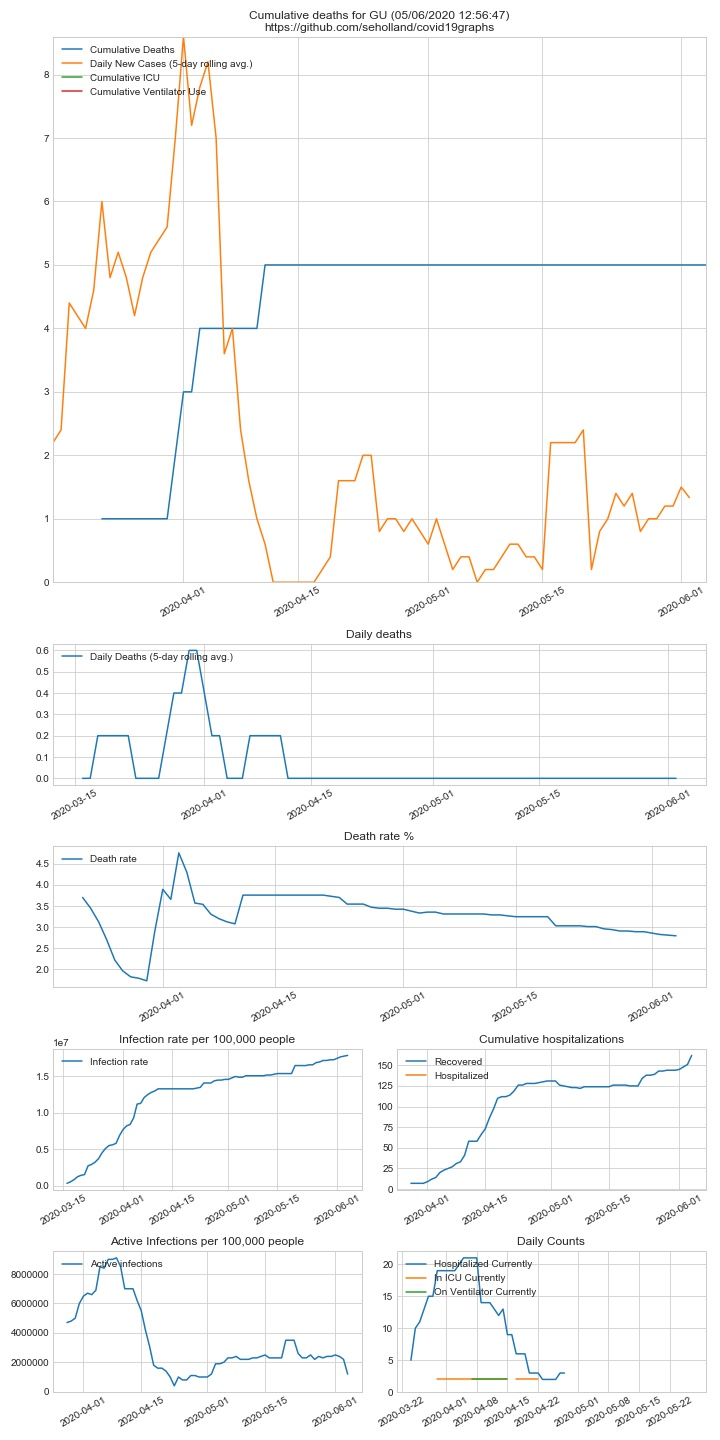 Cumulative deaths for GU (05/06/2020 12:56:47)
https://github.com/seholland/covid19graphs
Cumulative Deaths
Daily New Cases (5-day rolling avg.)
Cumulative ICU
Cumulative Ventilator Use
8
7
6
5
4
3
2
1
0
2020-04-01 2020-04-15 2020-05-01 2020-05-15 2020-06-01
Daily deaths
Daily Deaths (5-day rolling avg.)
0.6
0.5
0.4
0.3
0.2
0.1
0.0
2020-03-15 2020-04-01 2020-04-15 2020-05-01 2020-05-15 2020-06-01
Death rate %
Death rate
4.5
4.0
3.5
3.0
2.5
2.0
2020-04-01 2020-04-15 2020-05-01 2020-05-15 2020-06-01
Infection rate per 100,000 people
1e7
Infection rate
1.5
1.0
0.5
0.0
2020-03-15 2020-04-01 2020-04-15 2020-05-01 2020-05-15 2020-06-01
Cumulative hospitalizations
Recovered
Hospitalized
150
125
100
75
50
25
0
2020-04-01 2020-04-15 2020-05-01 2020-05-15 2020-06-01
Active Infections per 100,000 people
Active infections
8000000
6000000
4000000
2000000
0
2020-04-01 2020-04-15 2020-05-01 2020-05-15 2020-06-01
Daily Counts
Hospitalized Currently
In ICU Currently
On Ventilator Currently
20
15
10
5
0
2020-03-22 2020-04-01 2020-04-08 2020-04-15 2020-04-22 2020-05-01 2020-05-08 2020-05-15 2020-05-22